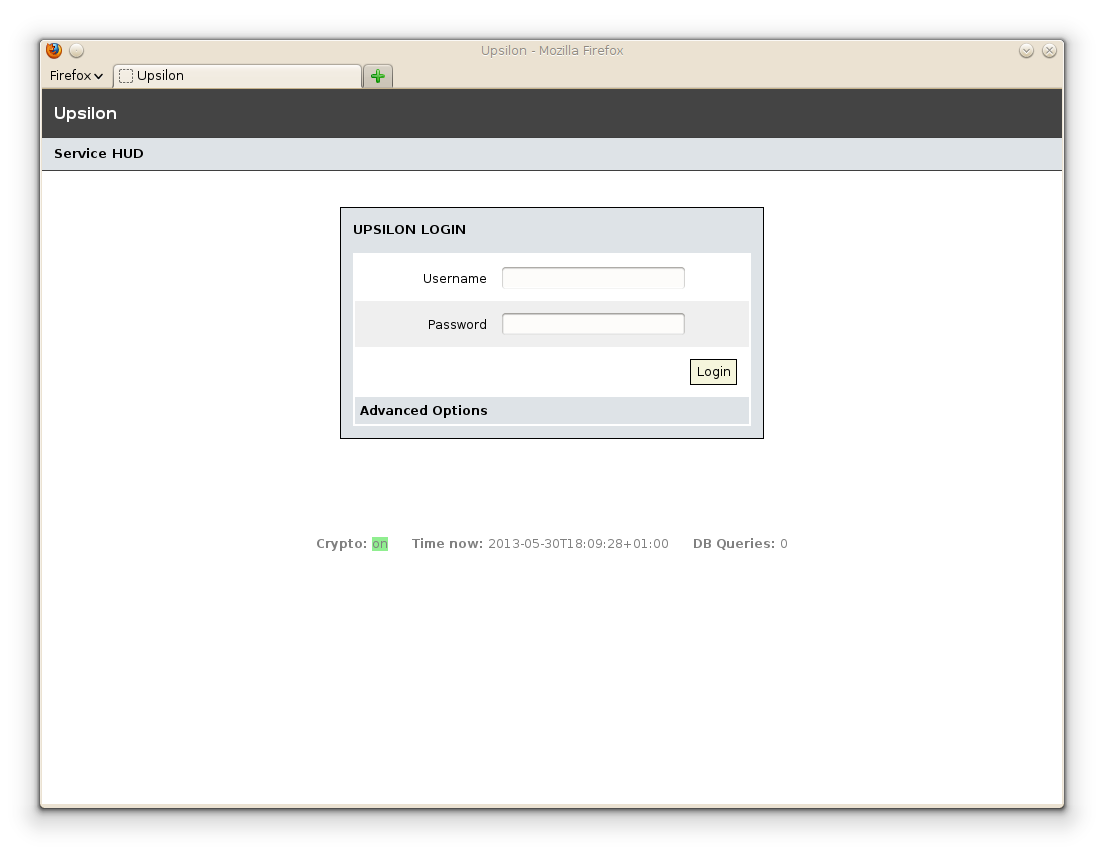 Upsilon - Mozilla Firefox
Firefox
Upsilon
Upsilon
Service HUD
UPSILON LOGIN
Username
Password
Login
Advanced Options
Crypto: on Time now: 2013-05-30T18:09:28+01:00 DB Queries: 0